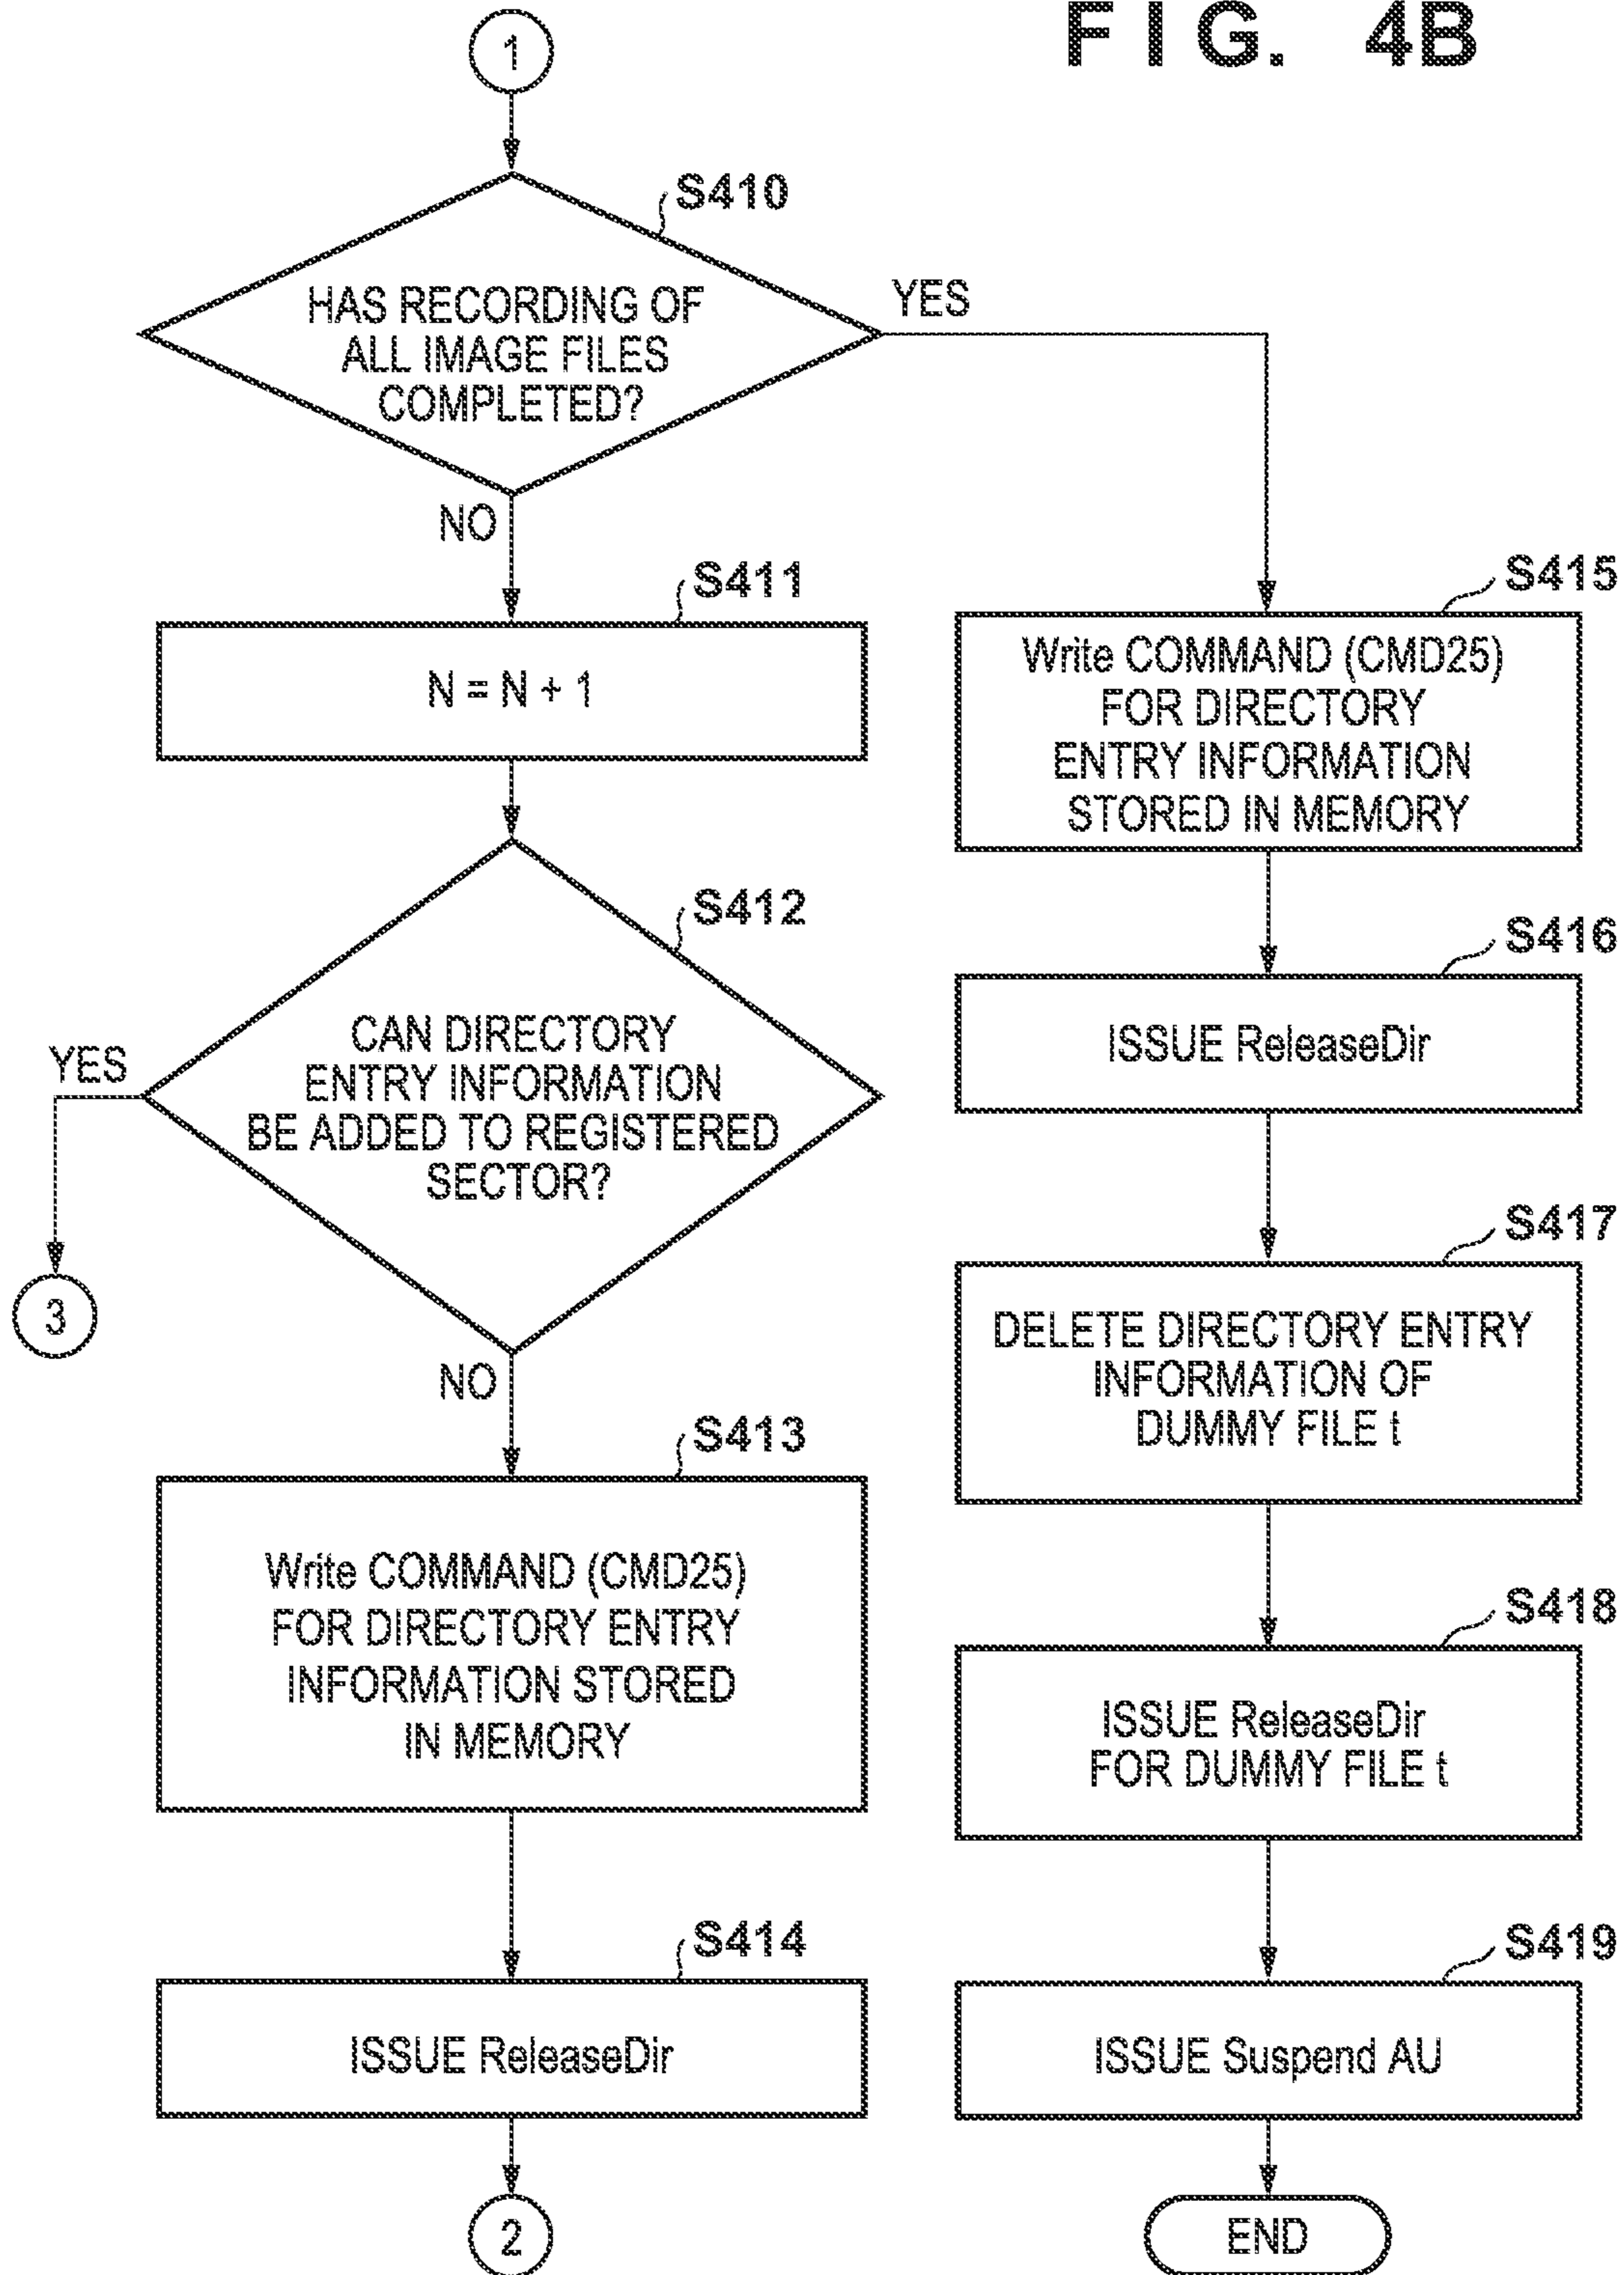 FIG. 4B
1
S410
HAS RECORDING OF
ALL IMAGE FILES
COMPLETED?
YES
NO
S411
N = N + 1
S412
CAN DIRECTORY
ENTRY INFORMATION
BE ADDED TO REGISTERED
SECTOR?
YES
3
NO
S413
Write COMMAND (CMD25)
FOR DIRECTORY ENTRY
INFORMATION STORED
IN MEMORY
S414
ISSUE ReleaseDir
2
S415
Write COMMAND (CMD25)
FOR DIRECTORY
ENTRY INFORMATION
STORED IN MEMORY
S416
ISSUE ReleaseDir
S417
DELETE DIRECTORY ENTRY
INFORMATION OF
DUMMY FILE t
S418
ISSUE ReleaseDir
FOR DUMMY FILE t
S419
ISSUE Suspend AU
END